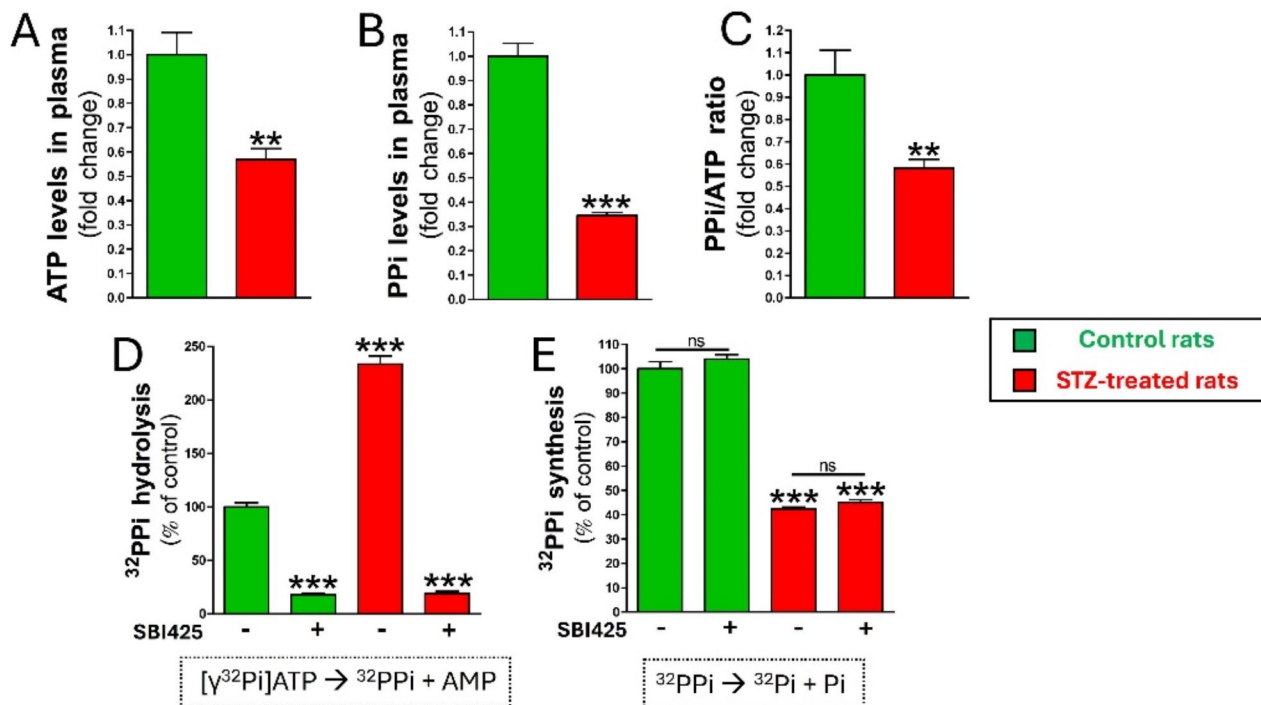 A
ATP levels in plasma
(fold change)
1.1
1.0
0.9
0.8
0.7
0.6
0.5
0.4
0.3
0.2
0.1
0.0
**
B
PPi levels in plasma
(fold change)
1.1
1.0
0.9
0.8
0.7
0.6
0.5
0.4
0.3
0.2
0.1
0.0
***
C
PPi/ATP ratio
(fold change)
1.2
1.1
1.0
0.9
0.8
0.7
0.6
0.5
0.4
0.3
0.2
0.1
0.0
**
Control rats
STZ-treated rats
D
³²PPi hydrolysis
(% of control)
250
200
150
100
50
0
***
***
***
SBI425 - + - +
[γ³²Pi]ATP → ³²PPi + AMP
E
³²PPi synthesis
(% of control)
110
100
90
80
70
60
50
40
30
20
10
0
ns
ns
*** ***
SBI425 - + - +
³²PPi → ³²Pi + Pi